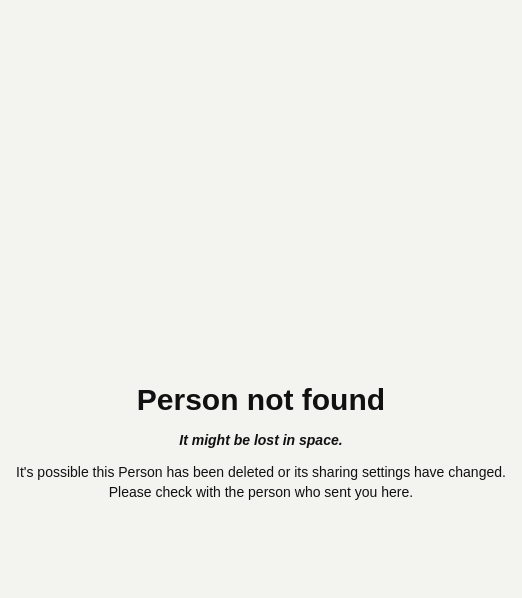 Person not found
It might be lost in space.
It's possible this Person has been deleted or its sharing settings have changed.
Please check with the person who sent you here.